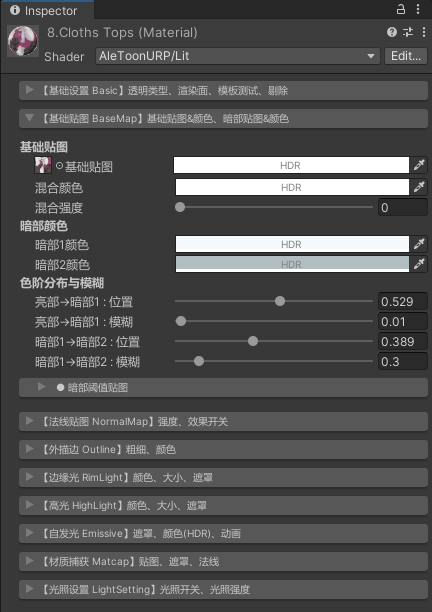 Inspector
8.Cloths Tops (Material)
Shader AleToonURP/Lit Edit...
【基础设置 Basic】透明类型、渲染面、模板测试、剔除
【基础贴图 BaseMap】基础贴图&颜色、暗部贴图&颜色
基础贴图
基础贴图 HDR
混合颜色 HDR
混合强度 0
暗部颜色
暗部1颜色 HDR
暗部2颜色 HDR
色阶分布与模糊
亮部→暗部1 : 位置 0.529
亮部→暗部1 : 模糊 0.01
暗部1→暗部2 : 位置 0.389
暗部1→暗部2 : 模糊 0.3
● 暗部阈值贴图
【法线贴图 NormalMap】强度、效果开关
【外描边 Outline】粗细、颜色
【边缘光 RimLight】颜色、大小、遮罩
【高光 HighLight】颜色、大小、遮罩
【自发光 Emissive】遮罩、颜色(HDR)、动画
【材质捕获 Matcap】贴图、遮罩、法线
【光照设置 LightSetting】光照开关、光照强度